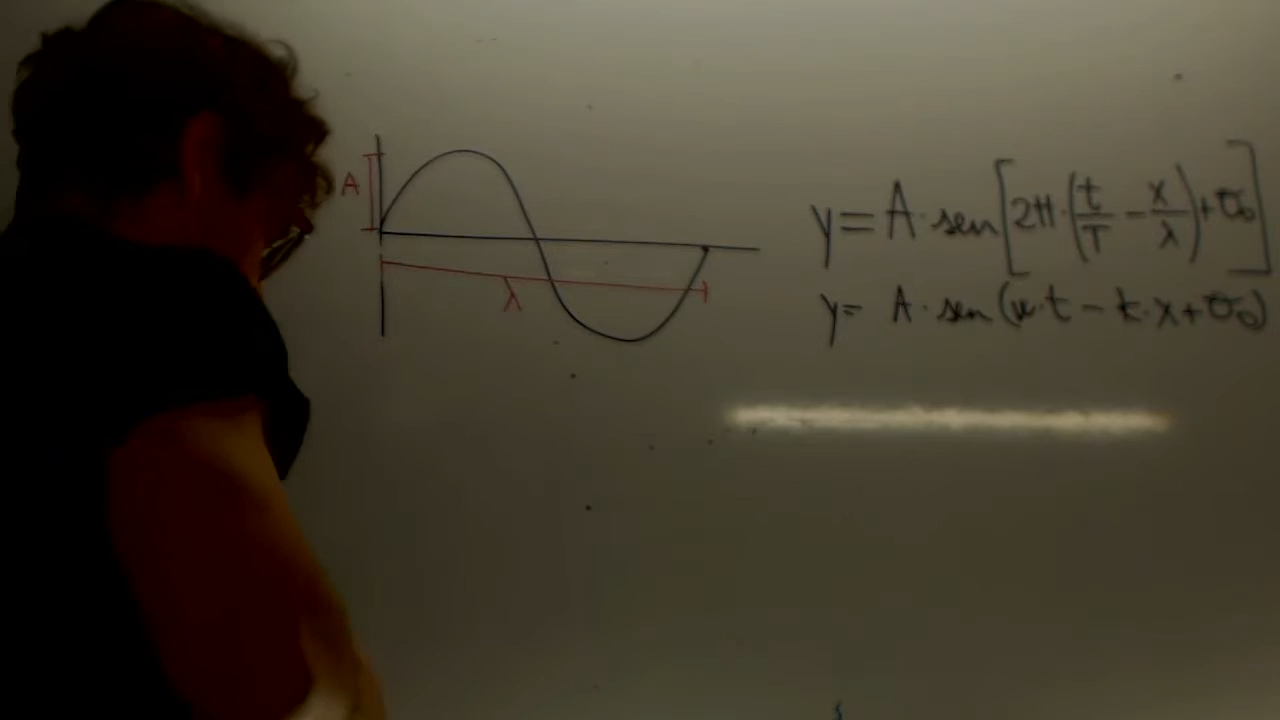 A
λ
y = A · sen [2π · (t/T − x/λ) + φ₀]
y = A · sen (w·t − k·x + φ₀)